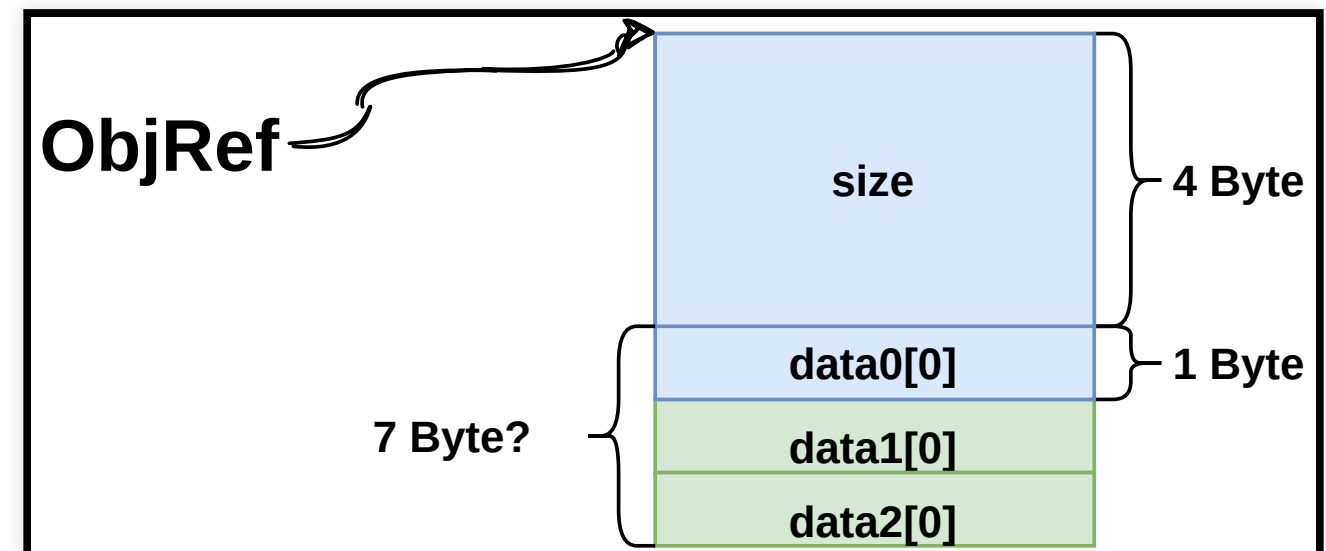 ObjRef
size
4 Byte
data0[0]
1 Byte
7 Byte?
data1[0]
data2[0]